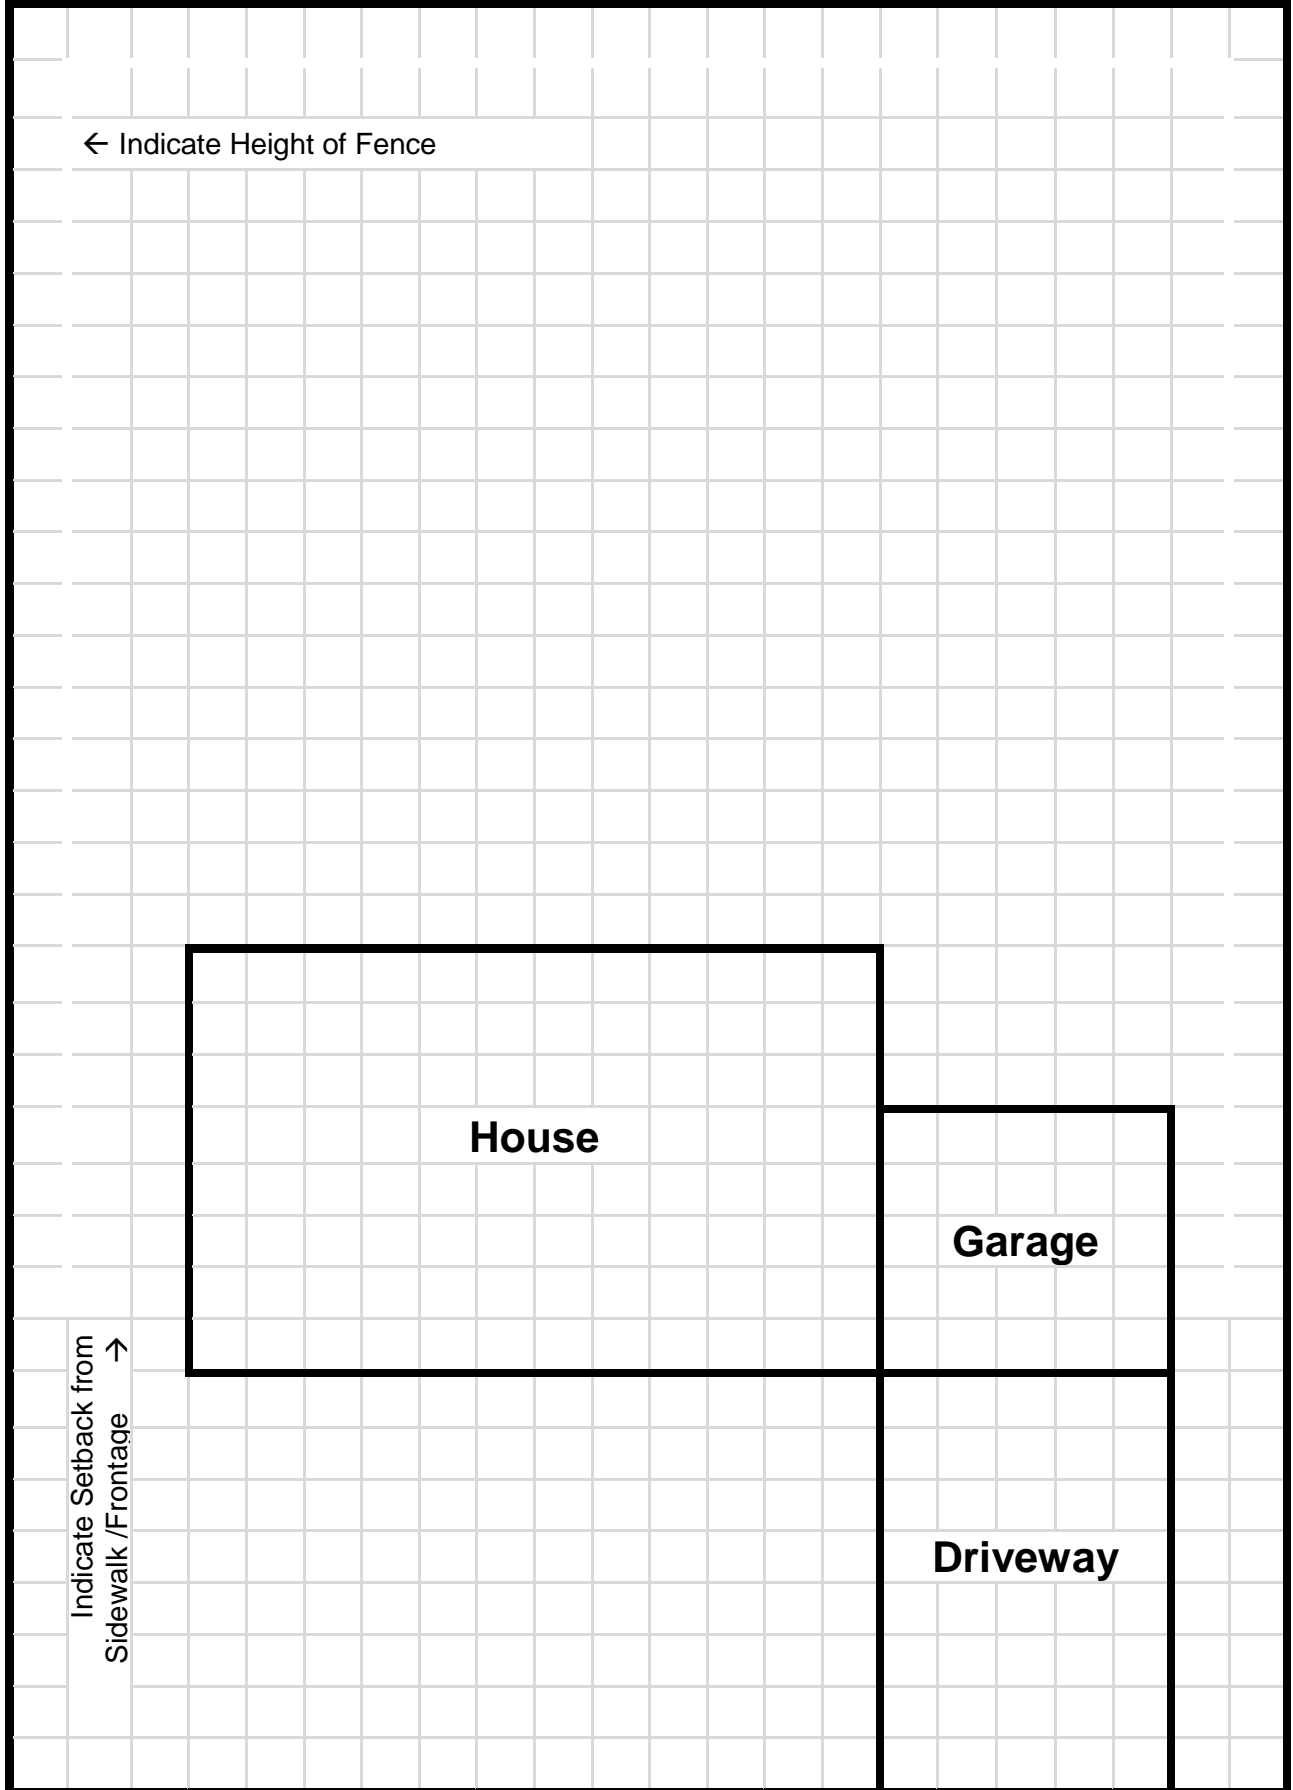 ← Indicate Height of Fence
House
Garage
Indicate Setback from
Sidewalk /Frontage →
Driveway